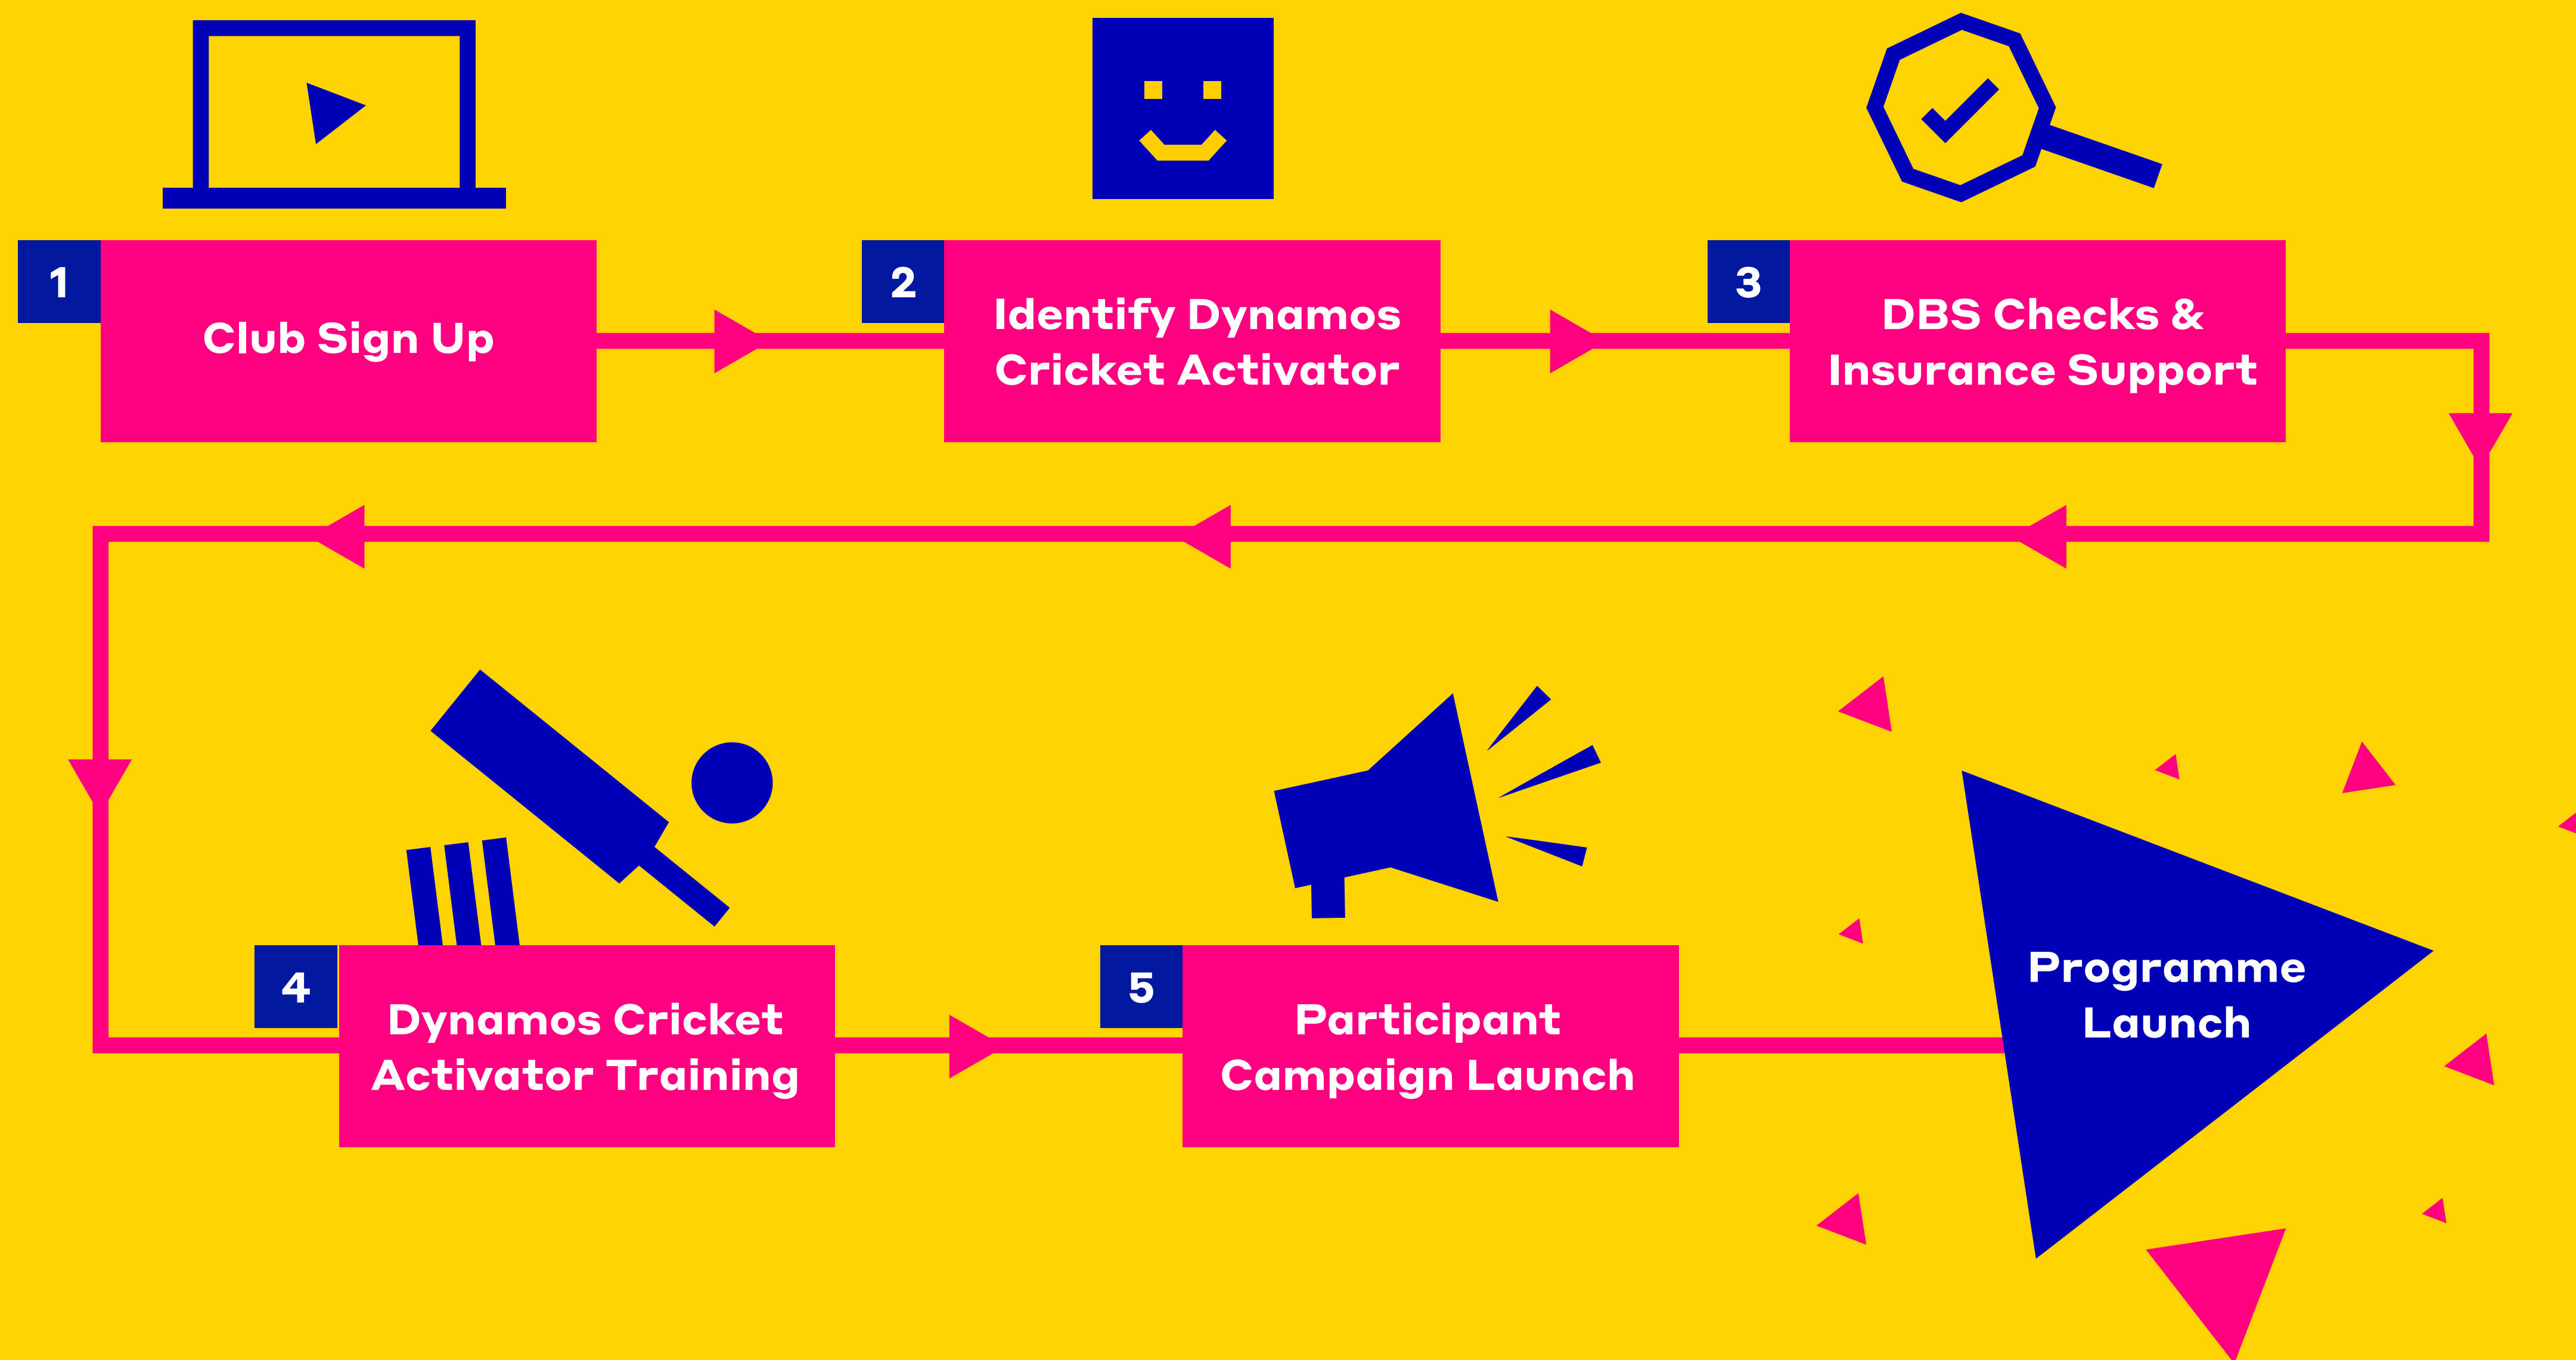 1
Club Sign Up
2
Identify Dynamos
Cricket Activator
3
DBS Checks &
Insurance Support
4
Dynamos Cricket
Activator Training
5
Participant
Campaign Launch
Programme
Launch